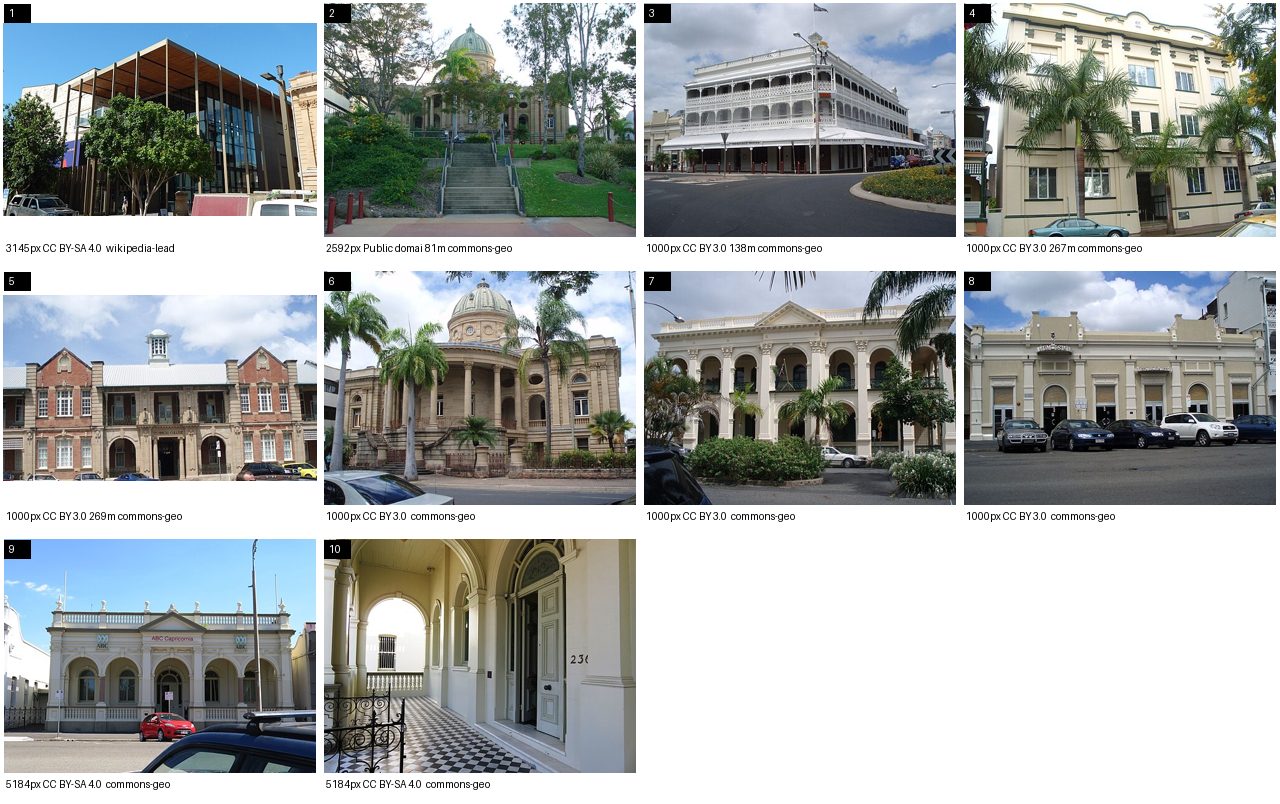 1
2
3
4
3145px CC BY-SA 4.0 wikipedia-lead
2592px Public domai 81m commons-geo
1000px CC BY 3.0 138m commons-geo
1000px CC BY 3.0 267m commons-geo
5
6
7
8
1000px CC BY 3.0 269m commons-geo
1000px CC BY 3.0 commons-geo
1000px CC BY 3.0 commons-geo
1000px CC BY 3.0 commons-geo
9
10
ABC Capricornia
ABC
ABC
236
5184px CC BY-SA 4.0 commons-geo
5184px CC BY-SA 4.0 commons-geo